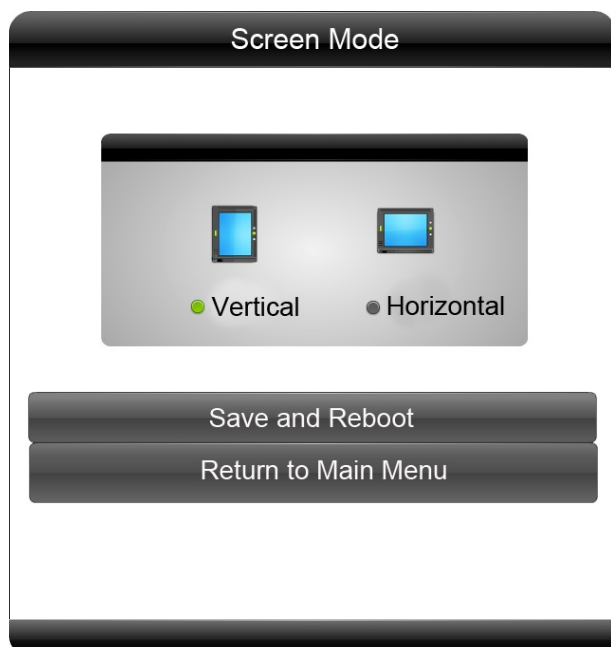 Screen Mode
Vertical
Horizontal
Save and Reboot
Return to Main Menu